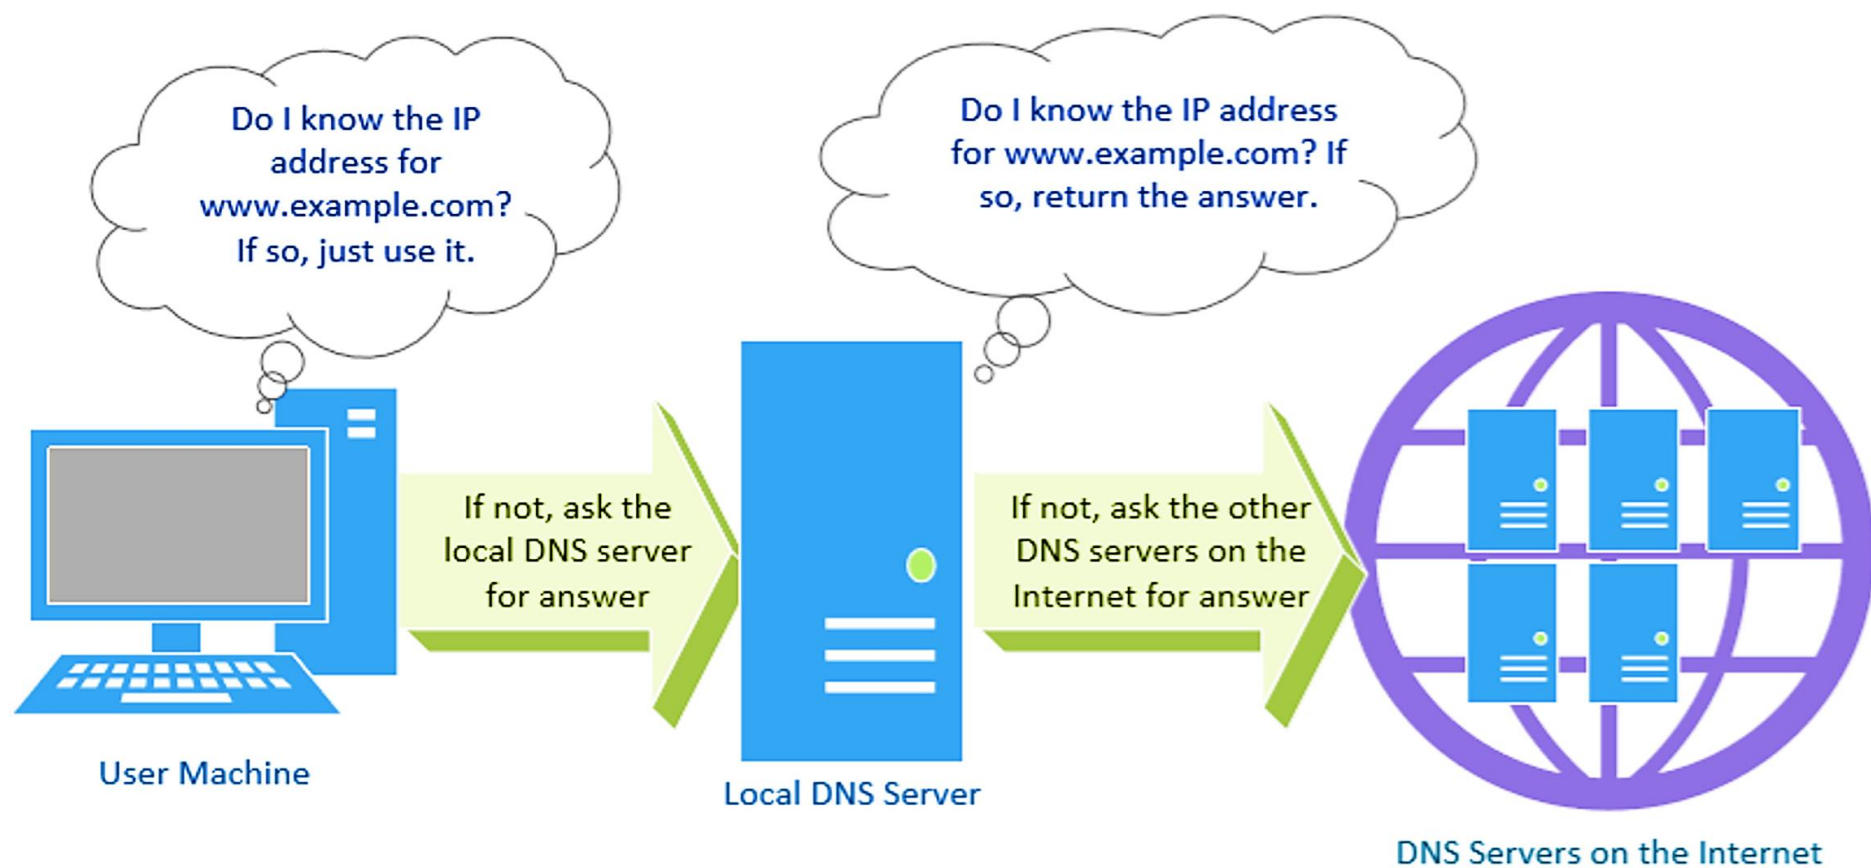 Do I know the IP
address for
www.example.com?
If so, just use it.
Do I know the IP address
for www.example.com? If
so, return the answer.
If not, ask the
local DNS server
for answer
If not, ask the other
DNS servers on the
Internet for answer
User Machine
Local DNS Server
DNS Servers on the Internet